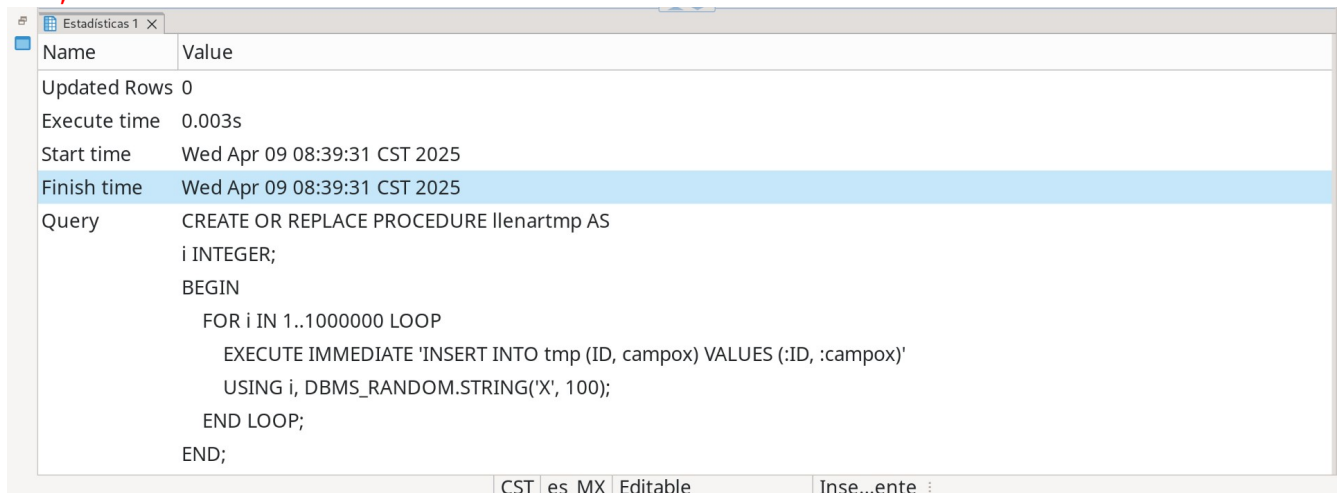 Estadísticas 1
Name Value
Updated Rows 0
Execute time 0.003s
Start time Wed Apr 09 08:39:31 CST 2025
Finish time Wed Apr 09 08:39:31 CST 2025
Query CREATE OR REPLACE PROCEDURE llenartmp AS
i INTEGER;
BEGIN
FOR i IN 1..1000000 LOOP
EXECUTE IMMEDIATE 'INSERT INTO tmp (ID, campox) VALUES (:ID, :campox)'
USING i, DBMS_RANDOM.STRING('X', 100);
END LOOP;
END;
CST es_MX Editable Inse...ente